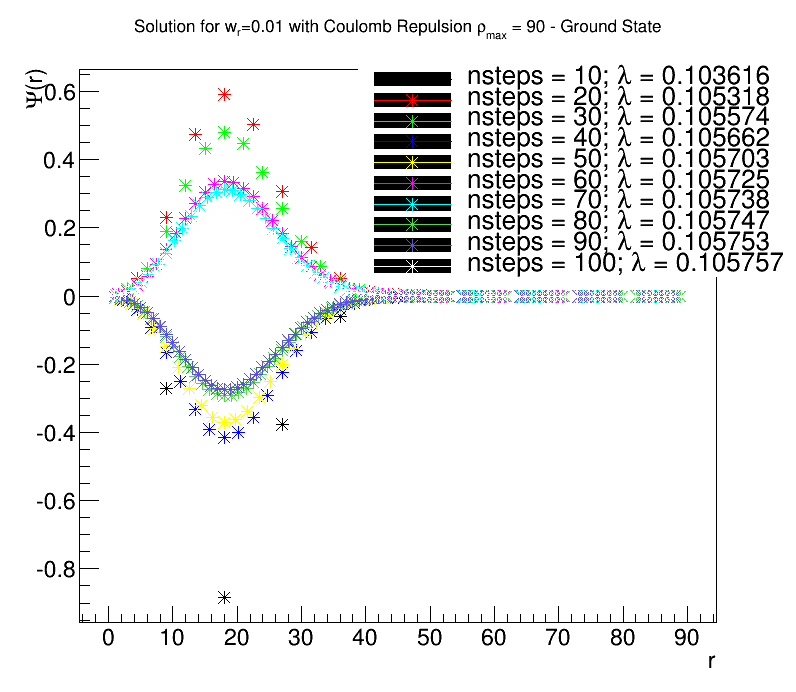 Solution for wr=0.01 with Coulomb Repulsion ρmax = 90 - Ground State
Ψ(r)
nsteps = 10; λ = 0.103616
nsteps = 20; λ = 0.105318
nsteps = 30; λ = 0.105574
nsteps = 40; λ = 0.105662
nsteps = 50; λ = 0.105703
nsteps = 60; λ = 0.105725
nsteps = 70; λ = 0.105738
nsteps = 80; λ = 0.105747
nsteps = 90; λ = 0.105753
nsteps = 100; λ = 0.105757
0.6
0.4
0.2
0
-0.2
-0.4
-0.6
-0.8
0 10 20 30 40 50 60 70 80 90
r